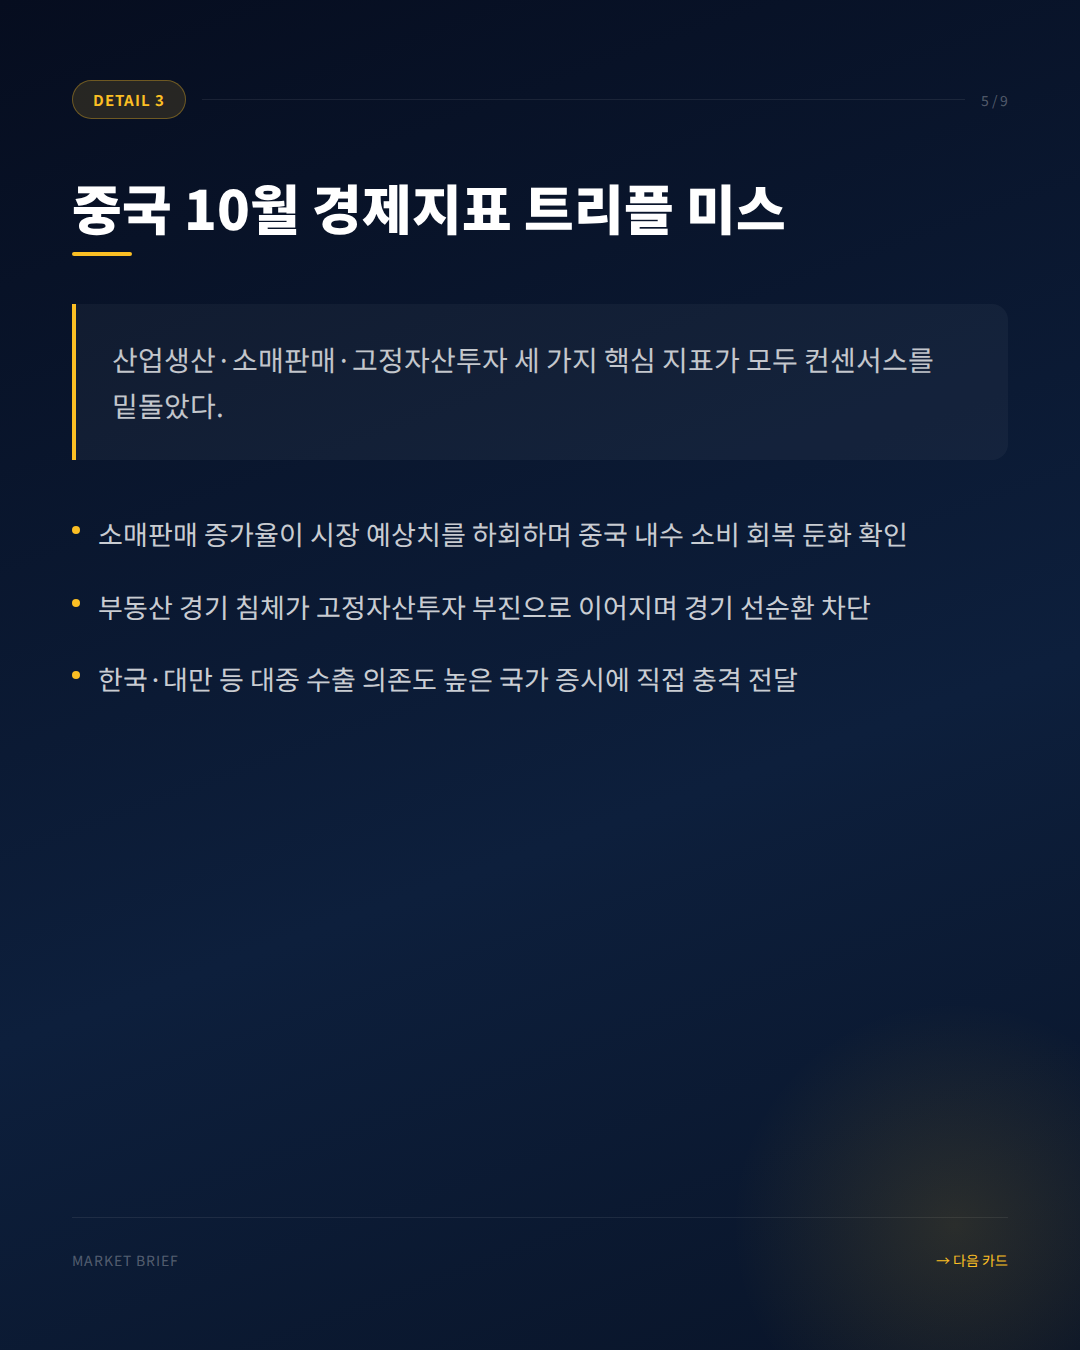 DETAIL 3
5 / 9
중국 10월 경제지표 트리플 미스
산업생산·소매판매·고정자산투자 세 가지 핵심 지표가 모두 컨센서스를
밑돌았다.
• 소매판매 증가율이 시장 예상치를 하회하며 중국 내수 소비 회복 둔화 확인
• 부동산 경기 침체가 고정자산투자 부진으로 이어지며 경기 선순환 차단
• 한국·대만 등 대중 수출 의존도 높은 국가 증시에 직접 충격 전달
MARKET BRIEF
→ 다음 카드